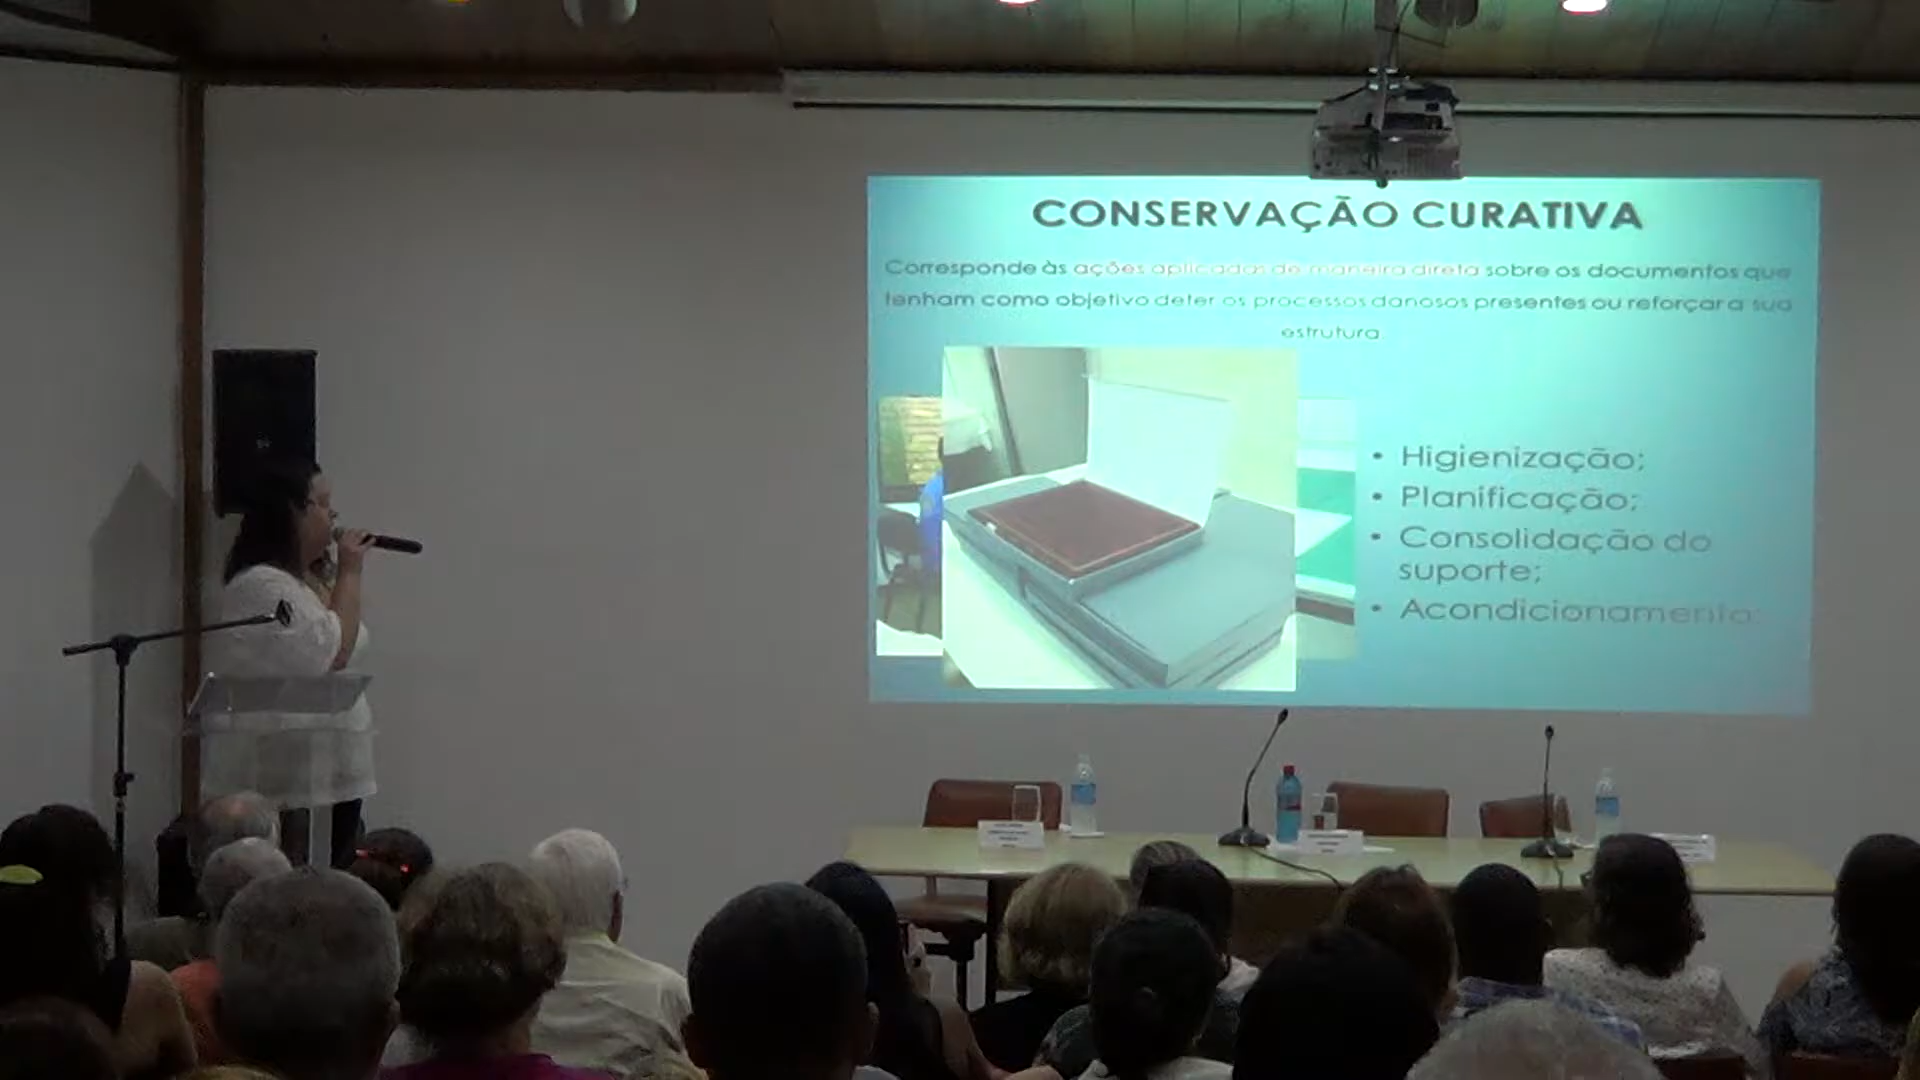 CONSERVAÇÃO CURATIVA
Corresponde às ações aplicadas de maneira direta sobre os documentos que
tenham como objetivo deter os processos danosos presentes ou reforçar a sua
estrutura.
• Higienização;
• Planificação;
• Consolidação do
suporte;
• Acondicionamento;